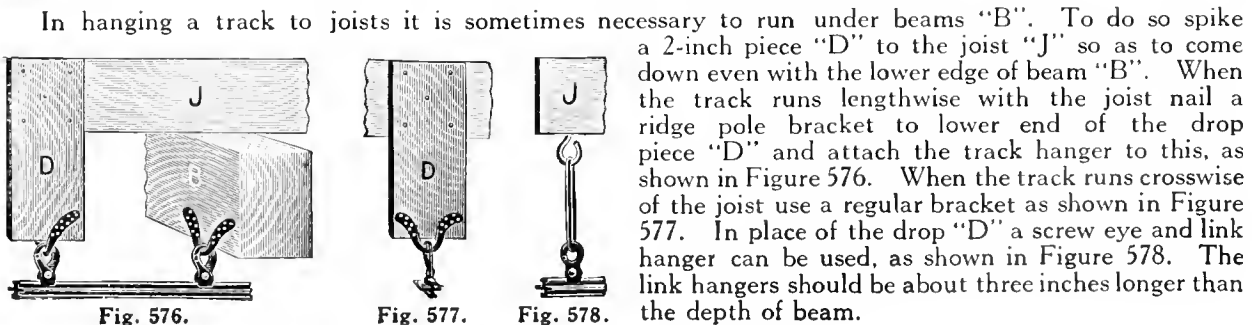 In hanging a track to joists it is sometimes necessary to run under beams “B”. To do so spike
a 2-inch piece “D” to the joist “J” so as to come
down even with the lower edge of beam “B”. When
the track runs lengthwise with the joist nail a
ridge pole bracket to lower end of the drop
piece “D” and attach the track hanger to this, as
shown in Figure 576. When the track runs crosswise
of the joist use a regular bracket as shown in Figure
577. In place of the drop “D” a screw eye and link
hanger can be used, as shown in Figure 578. The
link hangers should be about three inches longer than
the depth of beam.
J
D
B
Fig. 576.
D
Fig. 577.
J
Fig. 578.